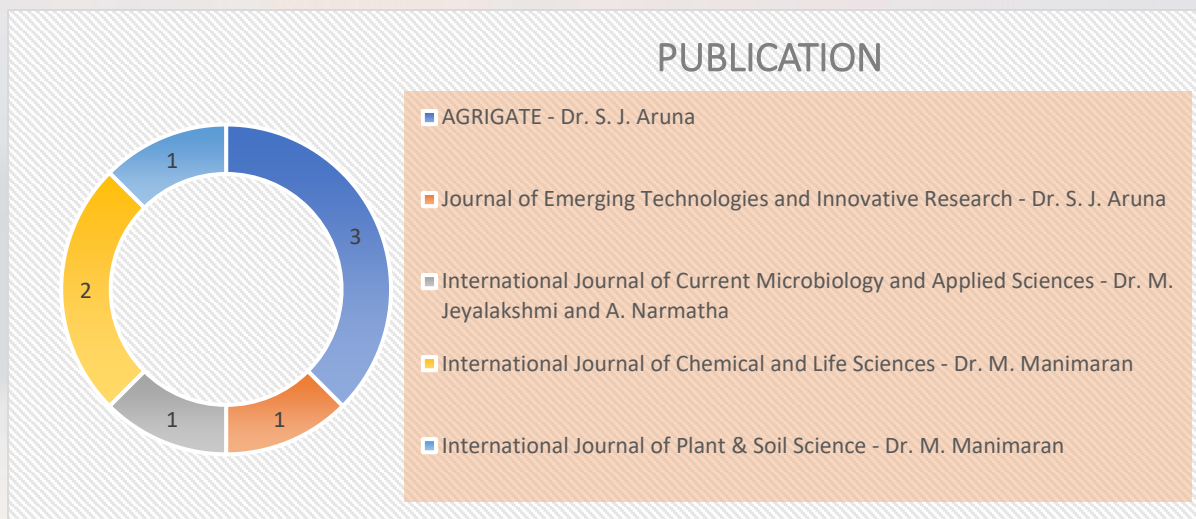 PUBLICATION
AGRIGATE - Dr. S. J. Aruna
Journal of Emerging Technologies and Innovative Research - Dr. S. J. Aruna
International Journal of Current Microbiology and Applied Sciences - Dr. M.
Jeyalakshmi and A. Narmatha
International Journal of Chemical and Life Sciences - Dr. M. Manimaran
International Journal of Plant & Soil Science - Dr. M. Manimaran
1
3
2
1
1